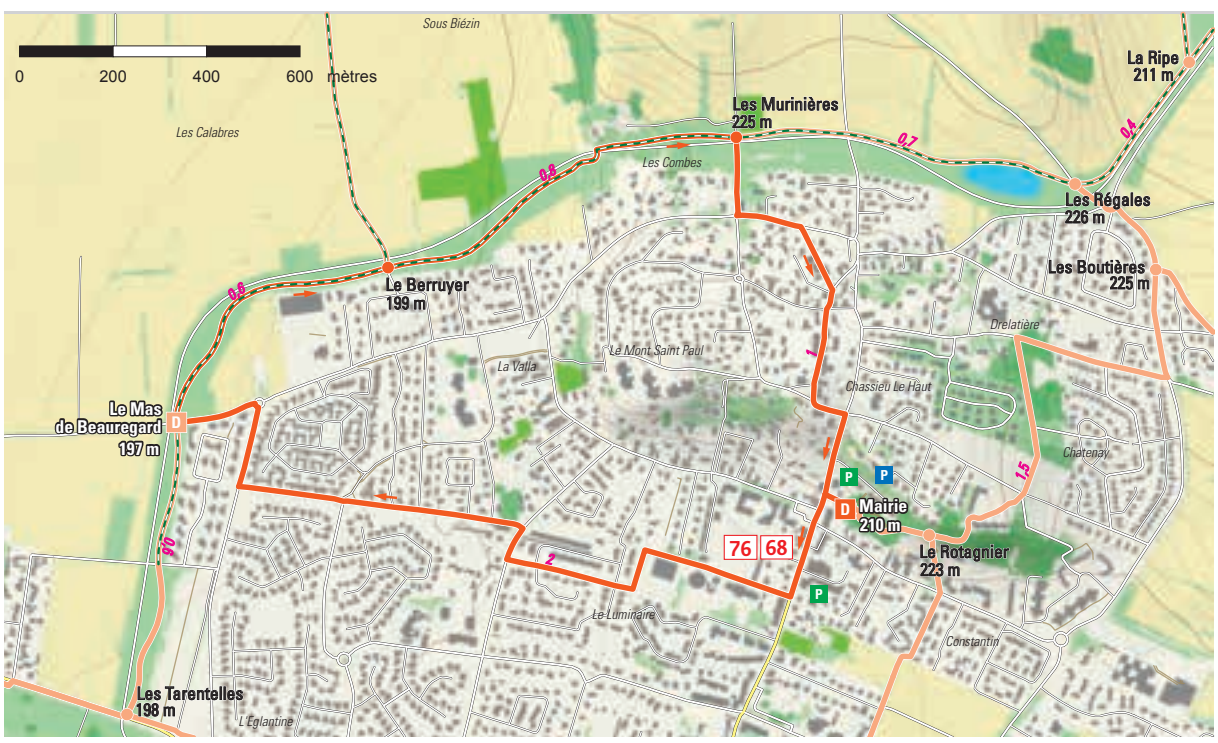 Sous Biézin
0 200 400 600 mètres
La Ripe
211 m
Les Murinières
225 m
Les Calabres
0,4
0,7
Les Combes
0,8
Les Régales
226 m
Le Berruyer
199 m
0,6
Les Boutières
225 m
Drelatière
1
Le Mont Saint Paul
La Valla
Chassieu Le Haut
Le Mas
de Beauregard
197 m
D
Chatenay
1,5
P
P
D
Mairie
210 m
0,6
76 68
Le Rotagnier
223 m
2
P
Le Luminaire
Constantin
Les Tarentelles
198 m
L'Eglantine